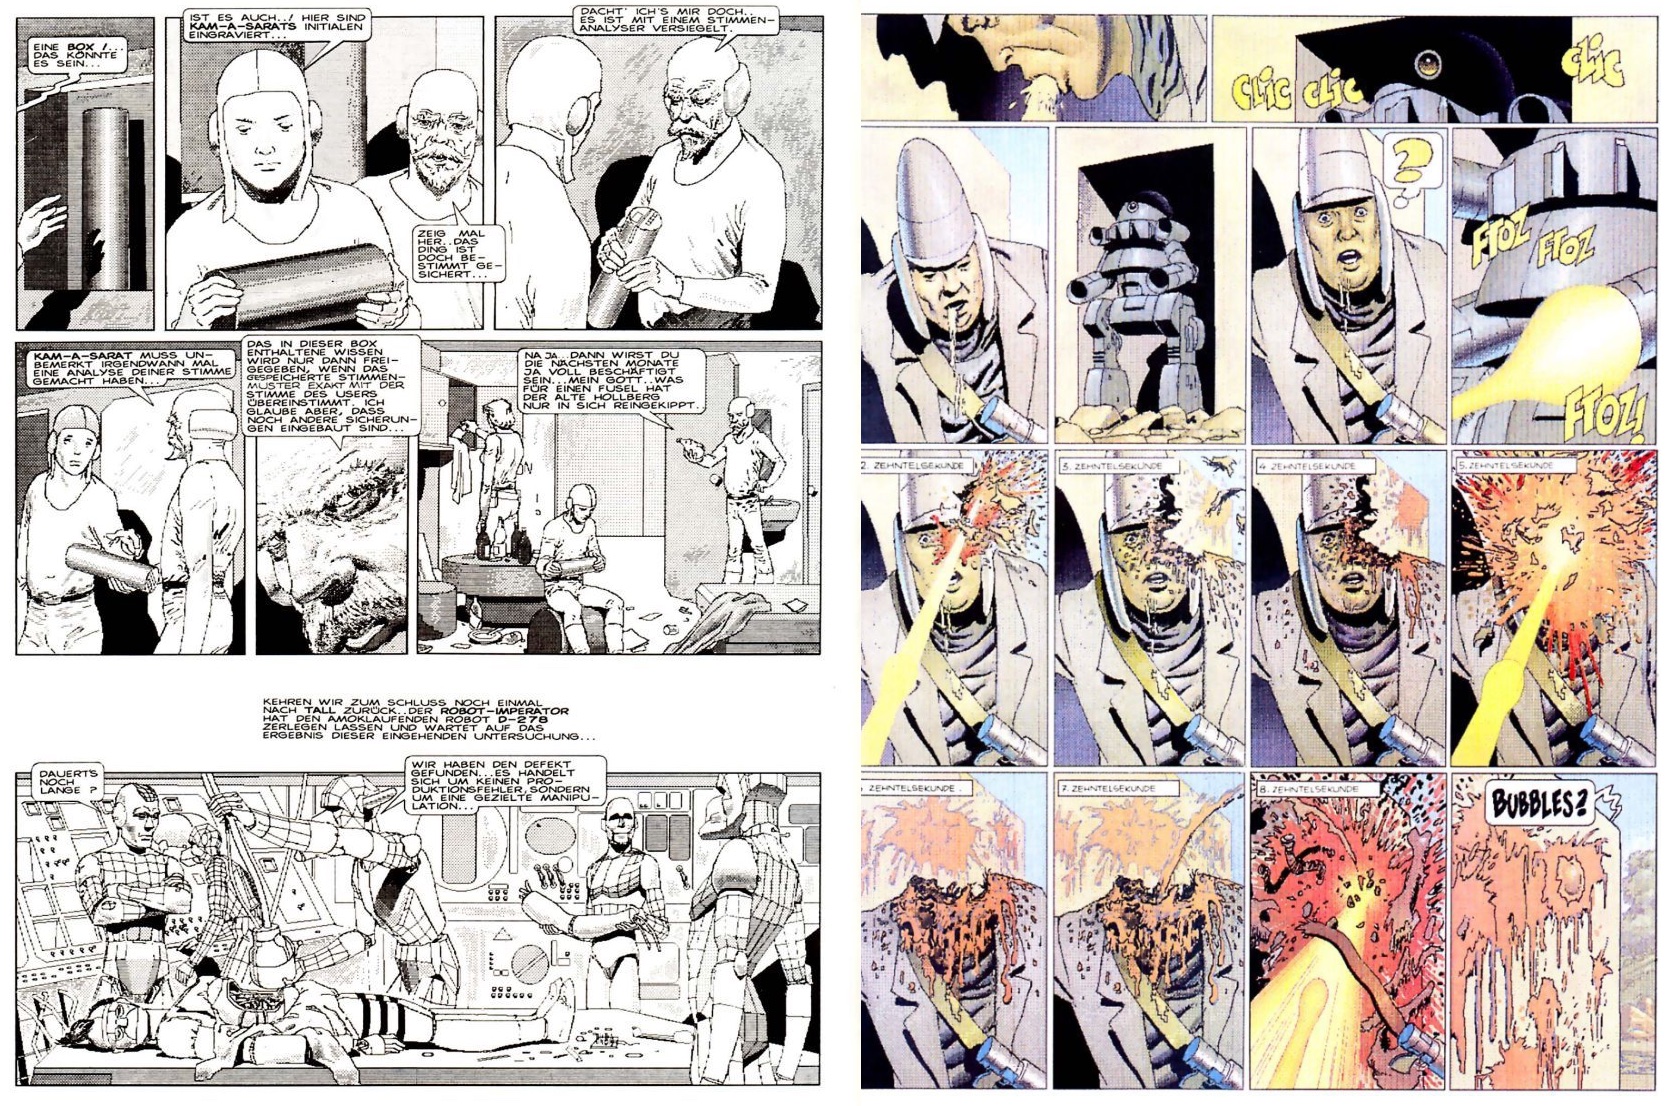 EINE BOX !...
DAS KÖNNTE
ES SEIN...
IST ES AUCH..! HIER SIND
KAM-A-SARATS INITIALEN
EINGRAVIERT...
ZEIG MAL
HER..DAS
DING IST
DOCH BE-
STIMMT GE-
SICHERT...
DACHT' ICH'S MIR DOCH..
ES IST MIT EINEM STIMMEN-
ANALYSER VERSIEGELT.
KAM-A-SARAT MUSS UN-
BEMERKT IRGENDWANN MAL
EINE ANALYSE DEINER STIMME
GEMACHT HABEN...
DAS IN DIESER BOX
ENTHALTENE WISSEN
WIRD NUR DANN FREI-
GEGEBEN, WENN DAS
GESPEICHERTE STIMMEN-
MUSTER EXAKT MIT DER
STIMME DES USERS
ÜBEREINSTIMMT. ICH
GLAUBE ABER, DASS
NOCH ANDERE SICHERUN-
GEN EINGEBAUT SIND...
NA JA...DANN WIRST DU
DIE NÄCHSTEN MONATE
JA VOLL BESCHÄFTIGT
SEIN...MEIN GOTT..WAS
FÜR EINEN FUSEL HAT
DER ALTE HOLLBERG
NUR IN SICH REINGEKIPPT.
KEHREN WIR ZUM SCHLUSS NOCH EINMAL
NACH TALL ZURÜCK..DER ROBOT-IMPERATOR
HAT DEN AMOKLAUFENDEN ROBOT D-278
ZERLEGEN LASSEN UND WARTET AUF DAS
ERGEBNIS DIESER EINGEHENDEN UNTERSUCHUNG...
DAUERT'S
NOCH
LANGE ?
WIR HABEN DEN DEFEKT
GEFUNDEN...ES HANDELT
SICH UM KEINEN PRO-
DUKTIONSFEHLER, SONDERN
UM EINE GEZIELTE MANIPU-
LATION...
CLIC CLIC
CLIC
?
FTOZ
FTOZ
FTOZ!
2. ZEHNTELSEKUNDE
3. ZEHNTELSEKUNDE
4 ZEHNTELSEKUNDE
5. ZEHNTELSEKUNDE
ZEHNTELSEKUNDE.
7. ZEHNTELSEKUNDE
8. ZEHNTELSEKUNDE
BUBBLES?